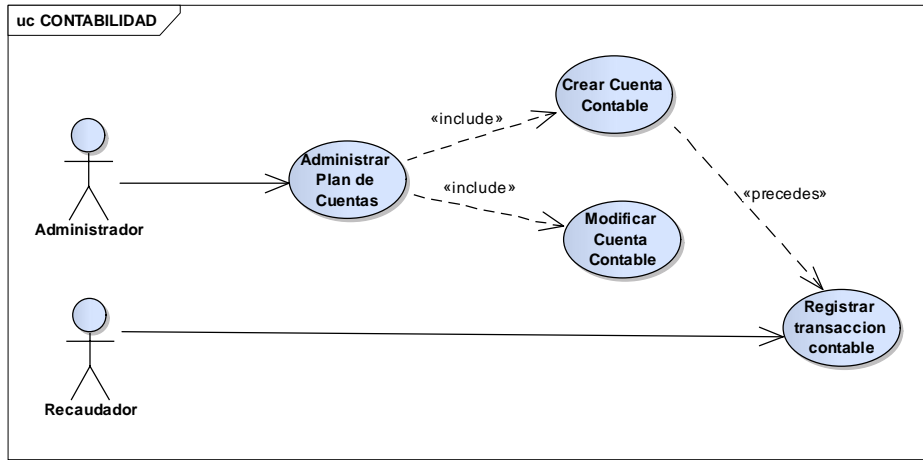 uc CONTABILIDAD
Crear Cuenta
Contable
«include»
Administrar
Plan de
Cuentas
«include»
«precedes»
Administrador
Modificar
Cuenta
Contable
Registrar
transaccion
contable
Recaudador